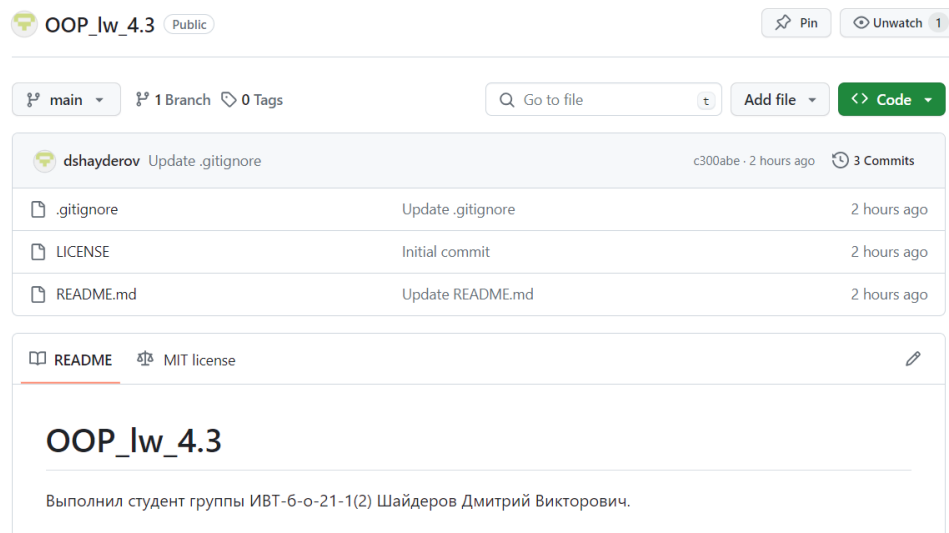 OOP_lw_4.3 Public Pin Unwatch 1
main 1 Branch 0 Tags Go to file t Add file Code
dshayderov Update .gitignore c300abe · 2 hours ago 3 Commits
.gitignore Update .gitignore 2 hours ago
LICENSE Initial commit 2 hours ago
README.md Update README.md 2 hours ago
README MIT license
OOP_lw_4.3
Выполнил студент группы ИВТ-б-о-21-1(2) Шайдеров Дмитрий Викторович.